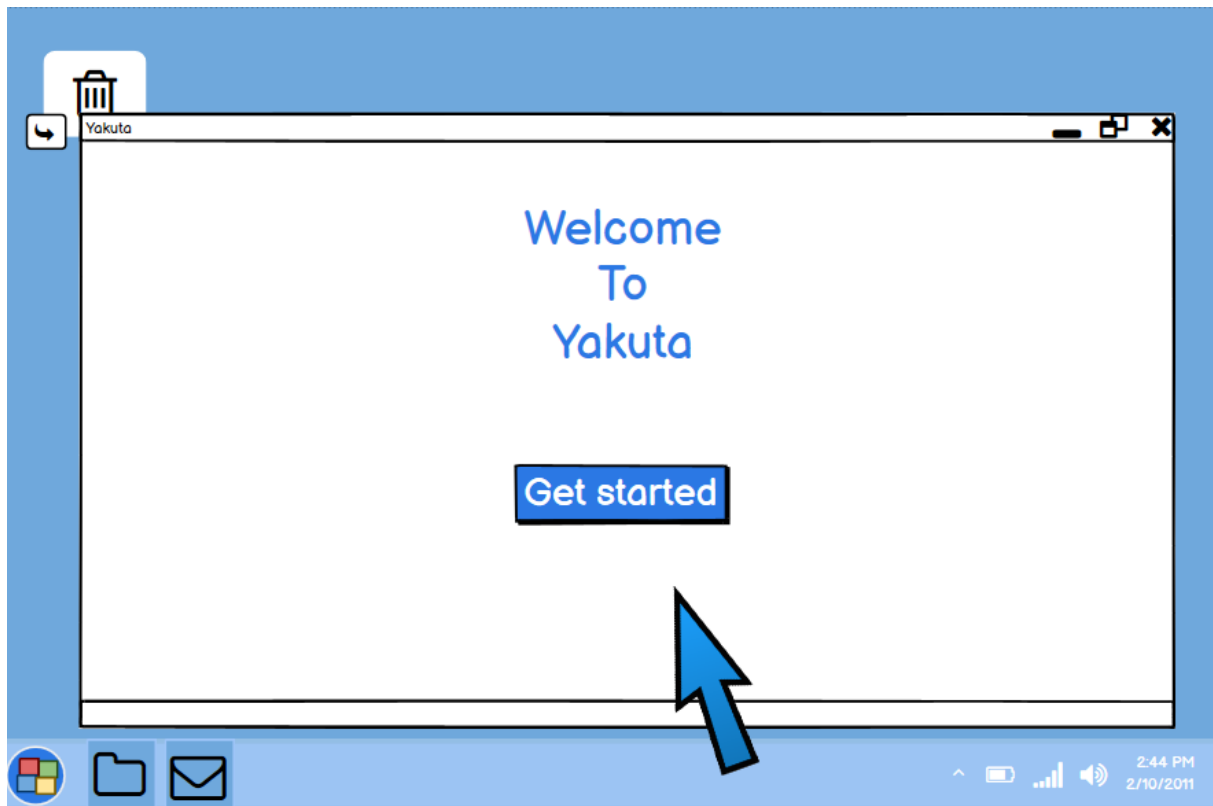 Yakuta
Welcome
To
Yakuta
Get started
2:44 PM
2/10/2011